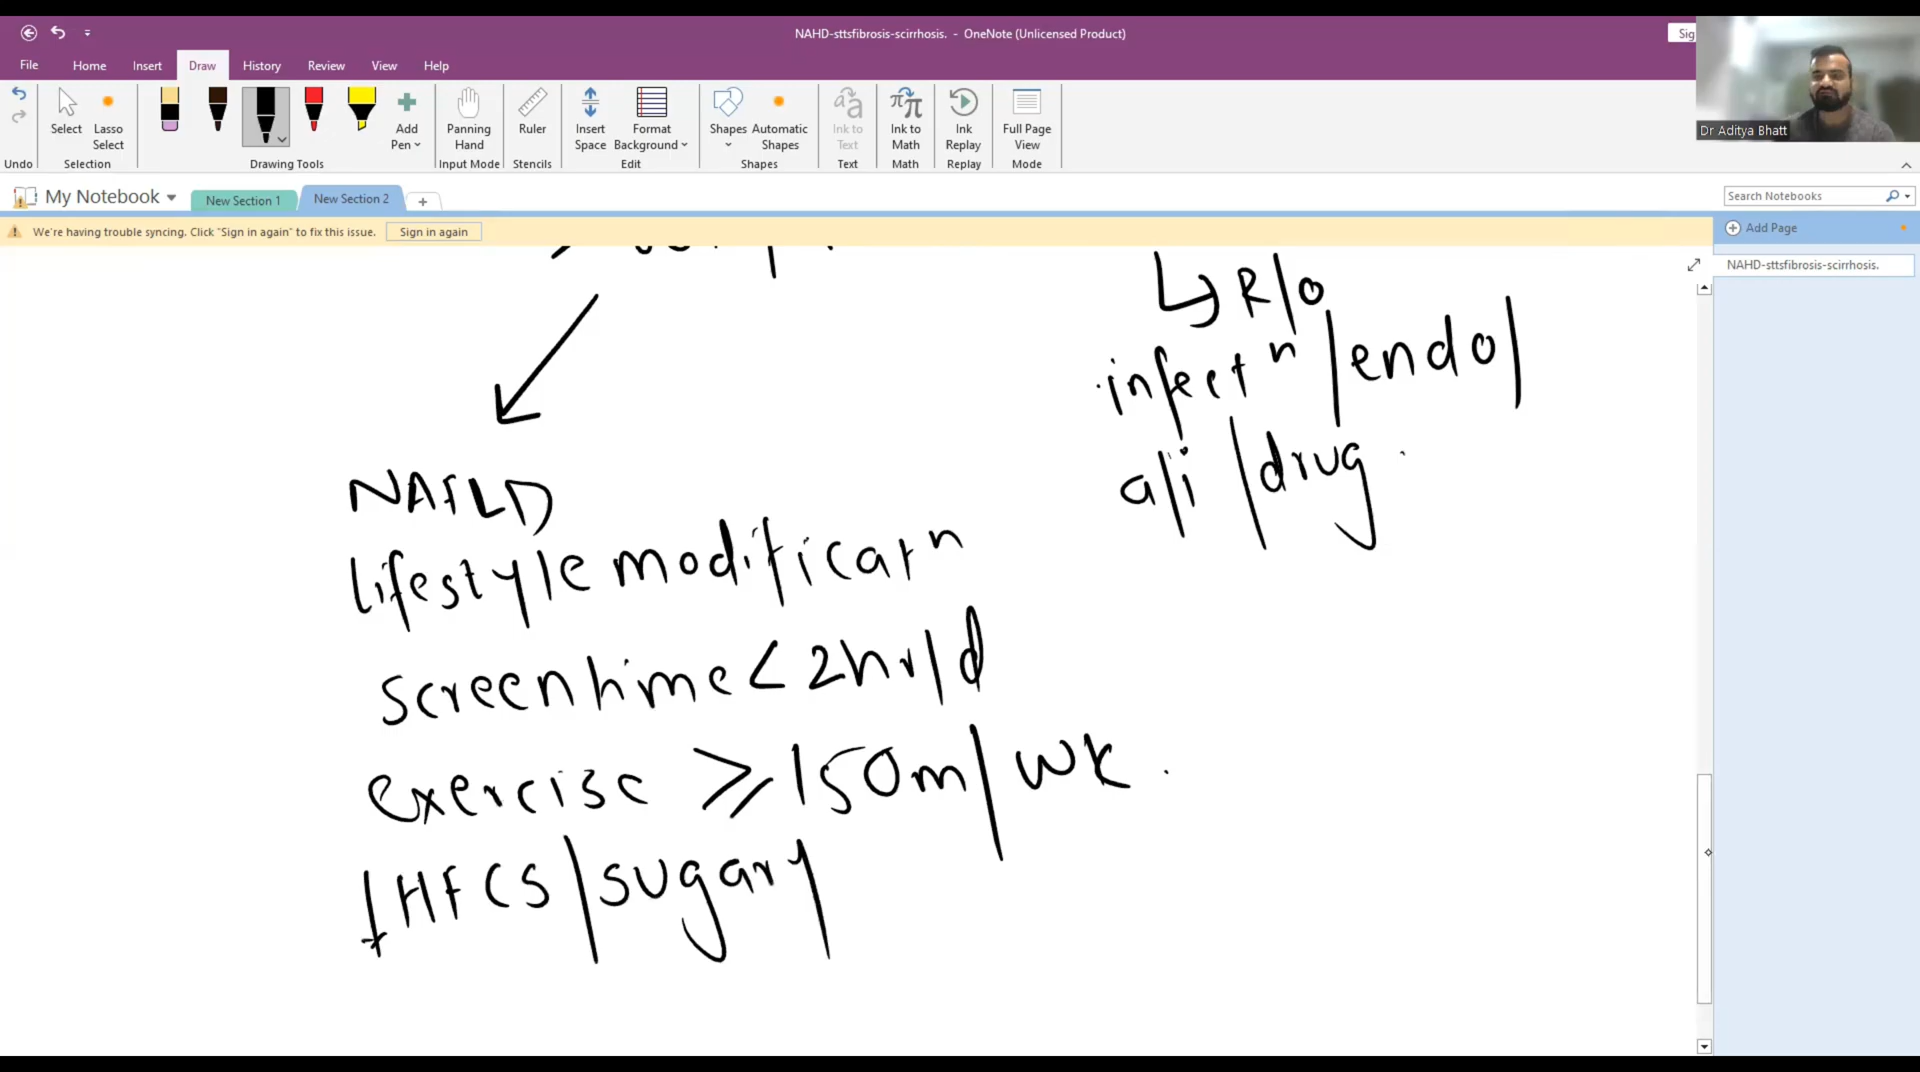 NAHD-sttsfibrosis-scirrhosis. - OneNote (Unlicensed Product)
Sig
File Home Insert Draw History Review View Help
Select
Lasso Select
Add Pen
Panning Hand
Ruler
Insert Space
Format Background
Shapes
Automatic Shapes
Ink to Text
Ink to Math
Ink Replay
Full Page View
Undo Selection Drawing Tools Input Mode Stencils Edit Shapes Text Math Replay Mode
Dr Aditya Bhatt
My Notebook New Section 1 New Section 2
Search Notebooks
We're having trouble syncing. Click "Sign in again" to fix this issue. Sign in again
Add Page
NAHD-sttsfibrosis-scirrhosis.
R/o
infectⁿ/endo/
a/i/drug.
NAFLD
lifestyle modificatⁿ
screentime < 2hr/d
exercise ≥ 150m/wk.
↓HFCS/sugary